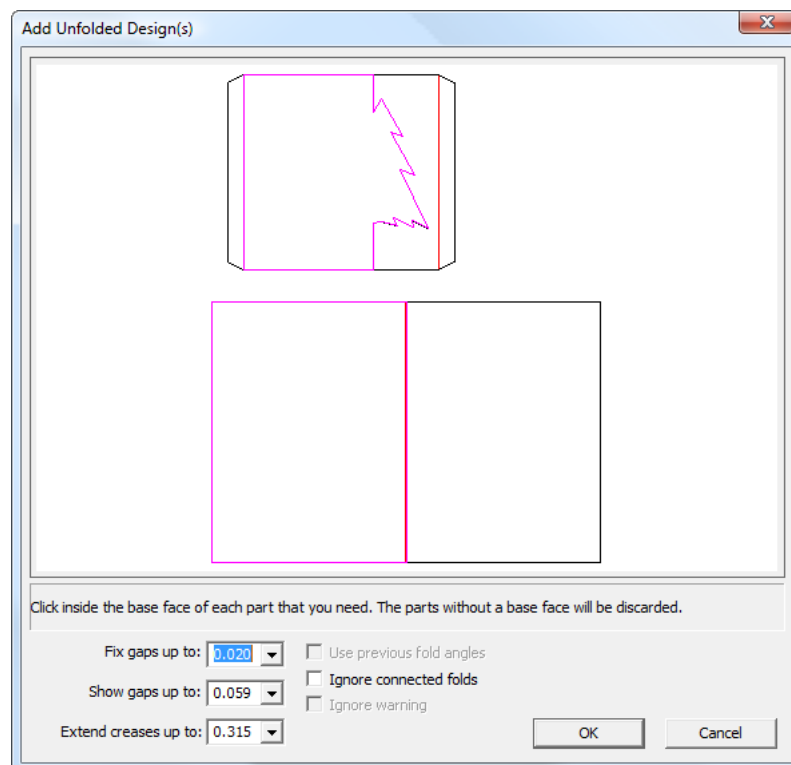 Add Unfolded Design(s)
Click inside the base face of each part that you need. The parts without a base face will be discarded.
Fix gaps up to: 0.020 Use previous fold angles
Ignore connected folds
Show gaps up to: 0.059
Ignore warning
Extend creases up to: 0.315 OK Cancel